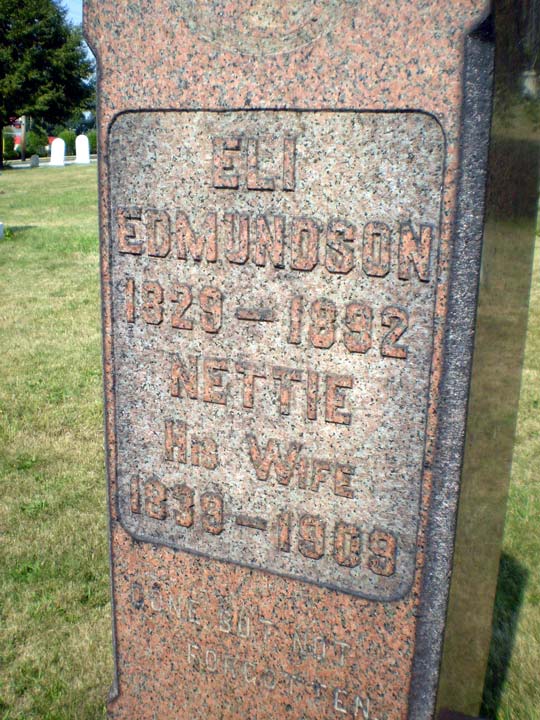 ELI
EDMUNDSON
1829–1892
NETTIE
HIS WIFE
1839–1909
GONE BUT NOT
FORGOTTEN